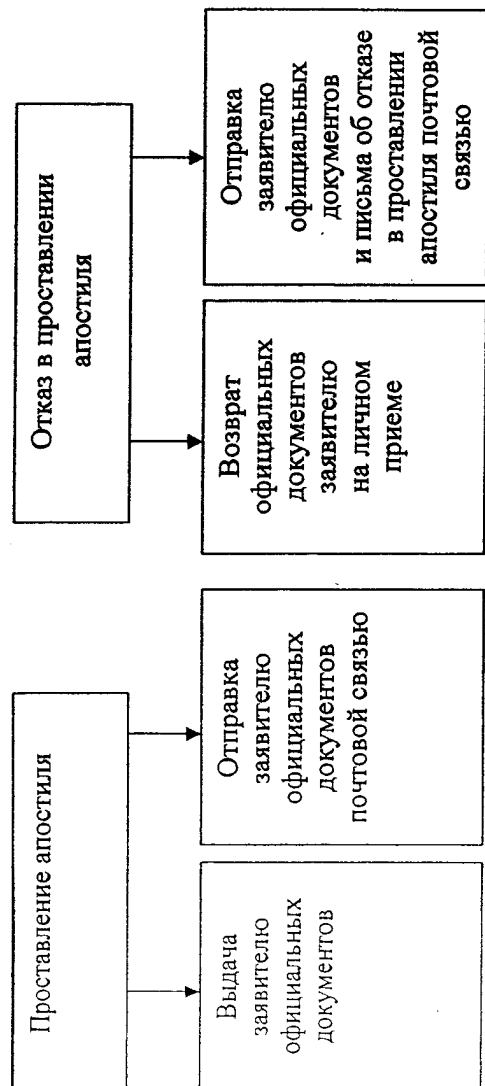 Проставление апостиля
Отказ в проставлении
апостиля
Выдача
заявителю
официальных
документов
Отправка
заявителю
официальных
документов
почтовой связью
Возврат
официальных
документов
заявителю
на личном
приеме
Отправка
заявителю
официальных
документов
и письма об отказе
в проставлении
апостиля почтовой
связью